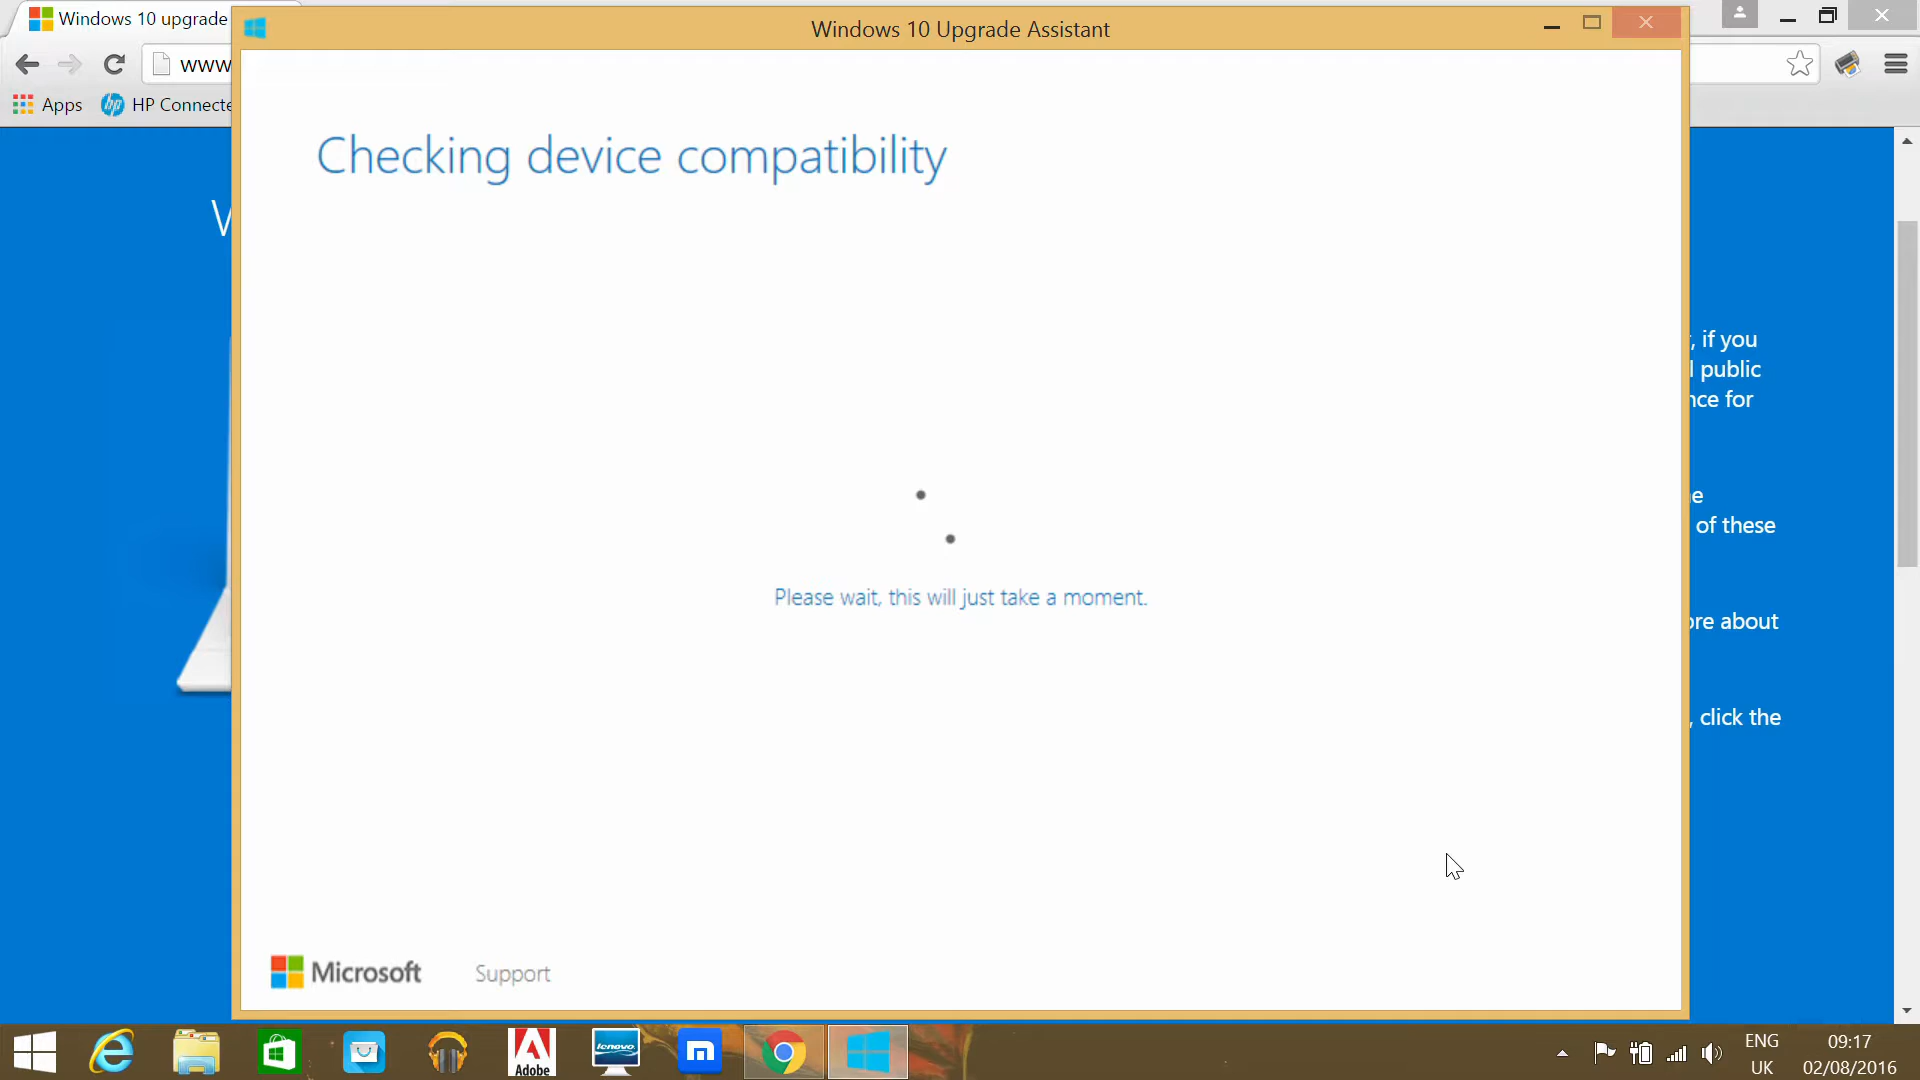 Windows 10 upgrade
Windows 10 Upgrade Assistant
www
Apps
HP Connecte
Checking device compatibility
, if you
public
nce for
of these
Please wait, this will just take a moment.
ore about
, click the
Microsoft
Support
Adobe
lenovo
ENG
UK
09:17
02/08/2016